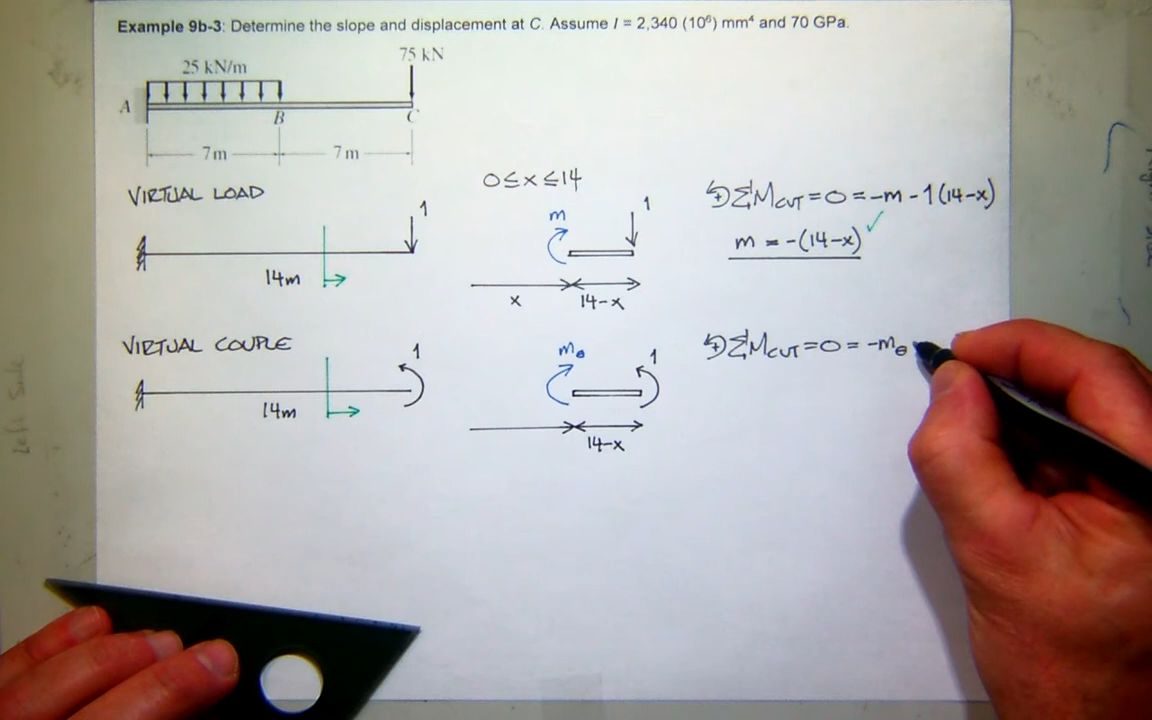 Example 9b-3: Determine the slope and displacement at C. Assume I = 2,340 (10⁶) mm⁴ and 70 GPa.
75 kN
25 kN/m
A
B
C
7 m
7 m
VIRTUAL LOAD
1
14m
0≤x≤14
m
1
x
14-x
↺+ ΣM_CUT = 0 = -m - 1(14-x)
m = -(14-x) ✓
VIRTUAL COUPLE
1
14m
m_θ
1
14-x
↺+ ΣM_CUT = 0 = -m_θ